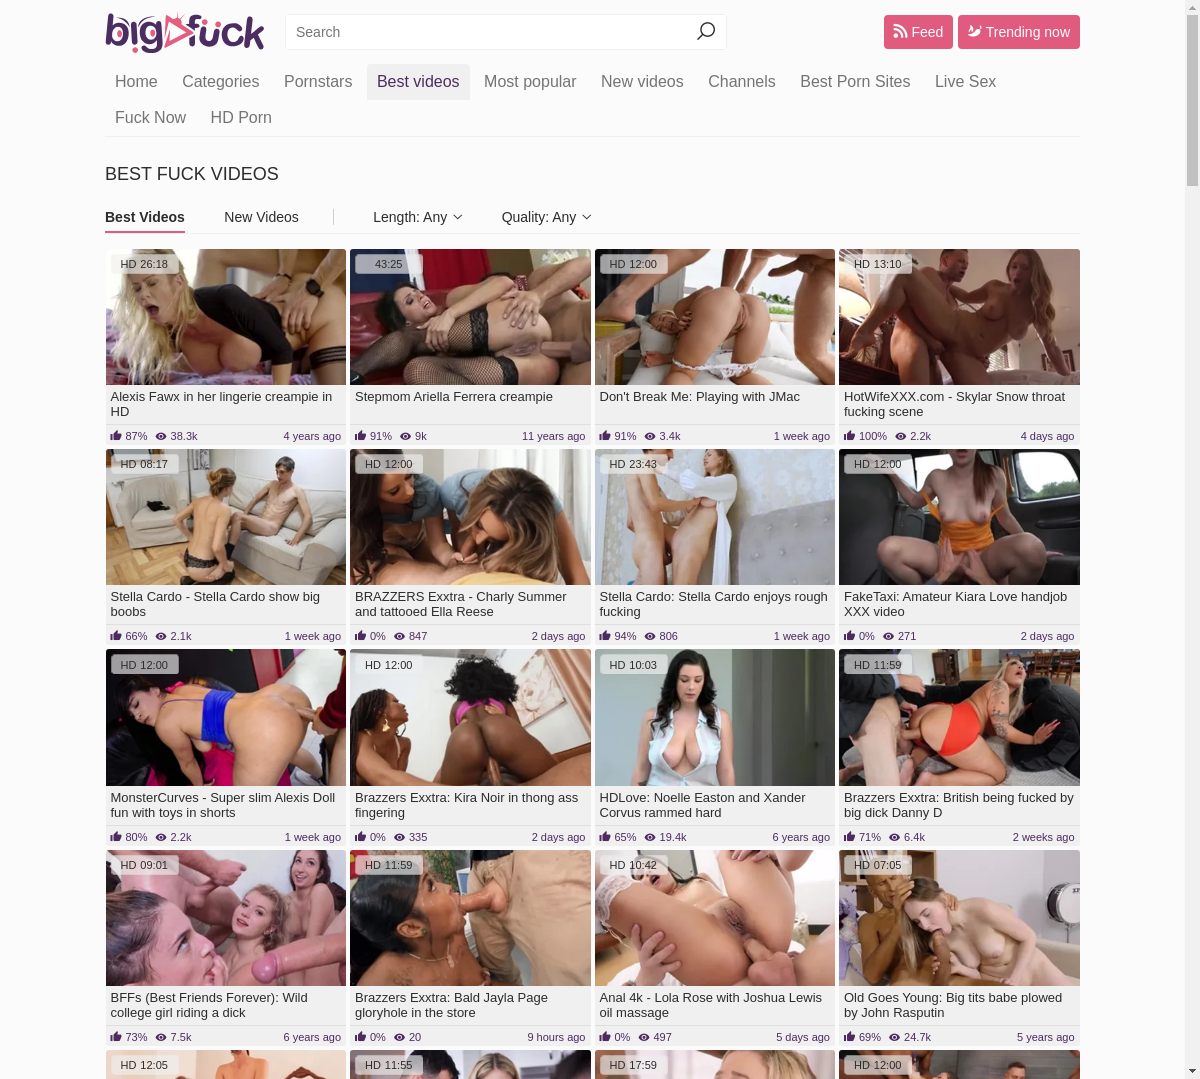 big fuck
Search
Feed
Trending now
Home Categories Pornstars Best videos Most popular New videos Channels Best Porn Sites Live Sex
Fuck Now HD Porn
BEST FUCK VIDEOS
Best Videos New Videos Length: Any Quality: Any
HD 26:18
43:25
HD 12:00
HD 13:10
Alexis Fawx in her lingerie creampie in
HD
87% 38.3k 4 years ago
Stepmom Ariella Ferrera creampie
91% 9k 11 years ago
Don't Break Me: Playing with JMac
91% 3.4k 1 week ago
HotWifeXXX.com - Skylar Snow throat
fucking scene
100% 2.2k 4 days ago
HD 08:17
HD 12:00
HD 23:43
HD 12:00
Stella Cardo - Stella Cardo show big
boobs
66% 2.1k 1 week ago
BRAZZERS Exxtra - Charly Summer
and tattooed Ella Reese
0% 847 2 days ago
Stella Cardo: Stella Cardo enjoys rough
fucking
94% 806 1 week ago
FakeTaxi: Amateur Kiara Love handjob
XXX video
0% 271 2 days ago
HD 12:00
HD 12:00
HD 10:03
HD 11:59
MonsterCurves - Super slim Alexis Doll
fun with toys in shorts
80% 2.2k 1 week ago
Brazzers Exxtra: Kira Noir in thong ass
fingering
0% 335 2 days ago
HDLove: Noelle Easton and Xander
Corvus rammed hard
65% 19.4k 6 years ago
Brazzers Exxtra: British being fucked by
big dick Danny D
71% 6.4k 2 weeks ago
HD 09:01
HD 11:59
HD 10:42
HD 07:05
BFFs (Best Friends Forever): Wild
college girl riding a dick
73% 7.5k 6 years ago
Brazzers Exxtra: Bald Jayla Page
gloryhole in the store
0% 20 9 hours ago
Anal 4k - Lola Rose with Joshua Lewis
oil massage
0% 497 5 days ago
Old Goes Young: Big tits babe plowed
by John Rasputin
69% 24.7k 5 years ago
HD 12:05
HD 11:55
HD 17:59
HD 12:00